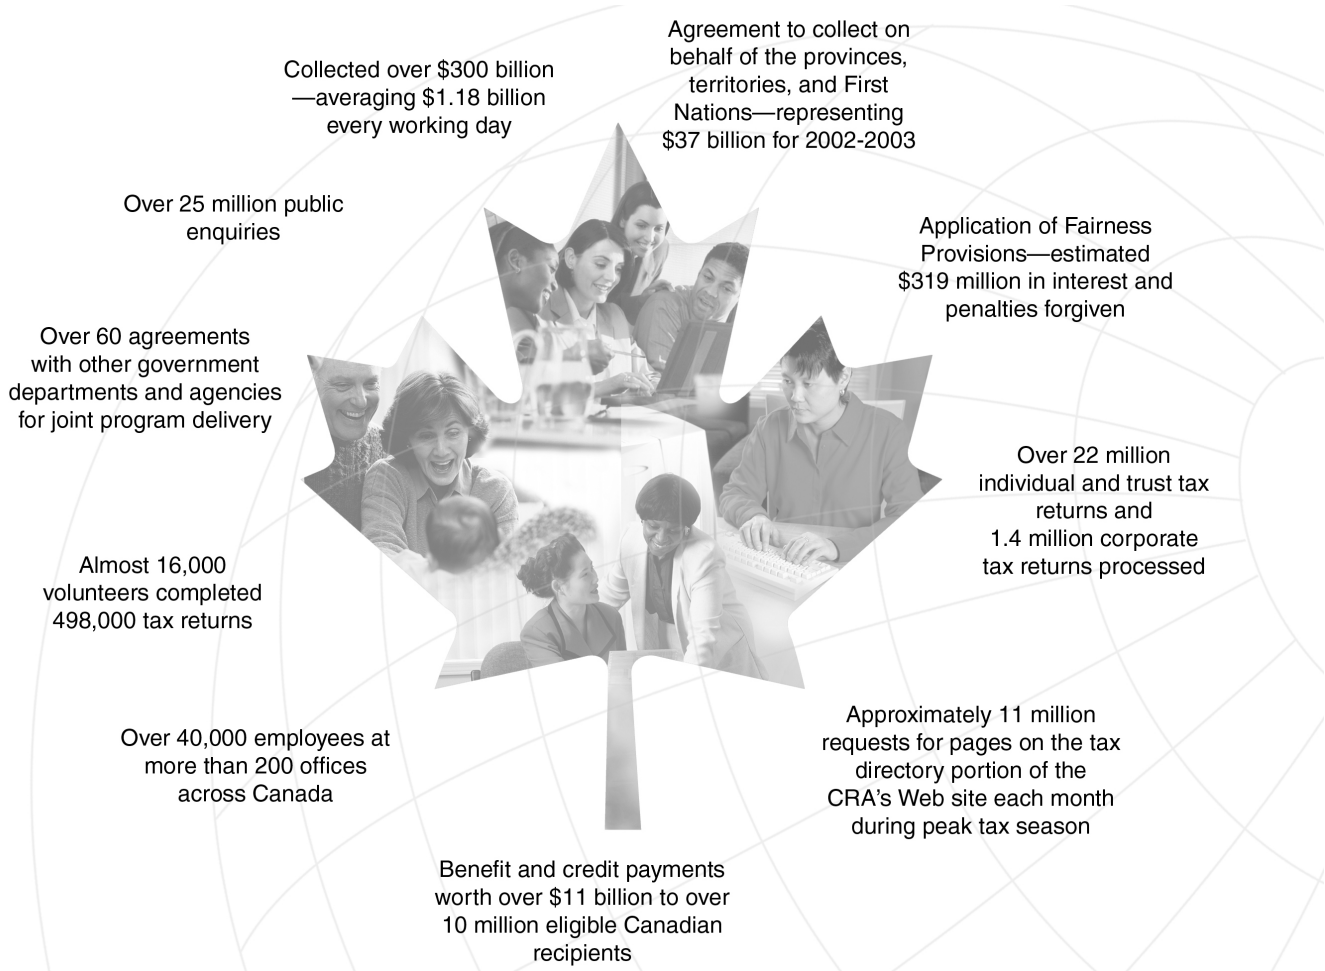 Collected over $300 billion
—averaging $1.18 billion
every working day
Agreement to collect on
behalf of the provinces,
territories, and First
Nations—representing
$37 billion for 2002-2003
Over 25 million public
enquiries
Application of Fairness
Provisions—estimated
$319 million in interest and
penalties forgiven
Over 60 agreements
with other government
departments and agencies
for joint program delivery
Over 22 million
individual and trust tax
returns and
1.4 million corporate
tax returns processed
Almost 16,000
volunteers completed
498,000 tax returns
Over 40,000 employees at
more than 200 offices
across Canada
Approximately 11 million
requests for pages on the tax
directory portion of the
CRA’s Web site each month
during peak tax season
Benefit and credit payments
worth over $11 billion to over
10 million eligible Canadian
recipients